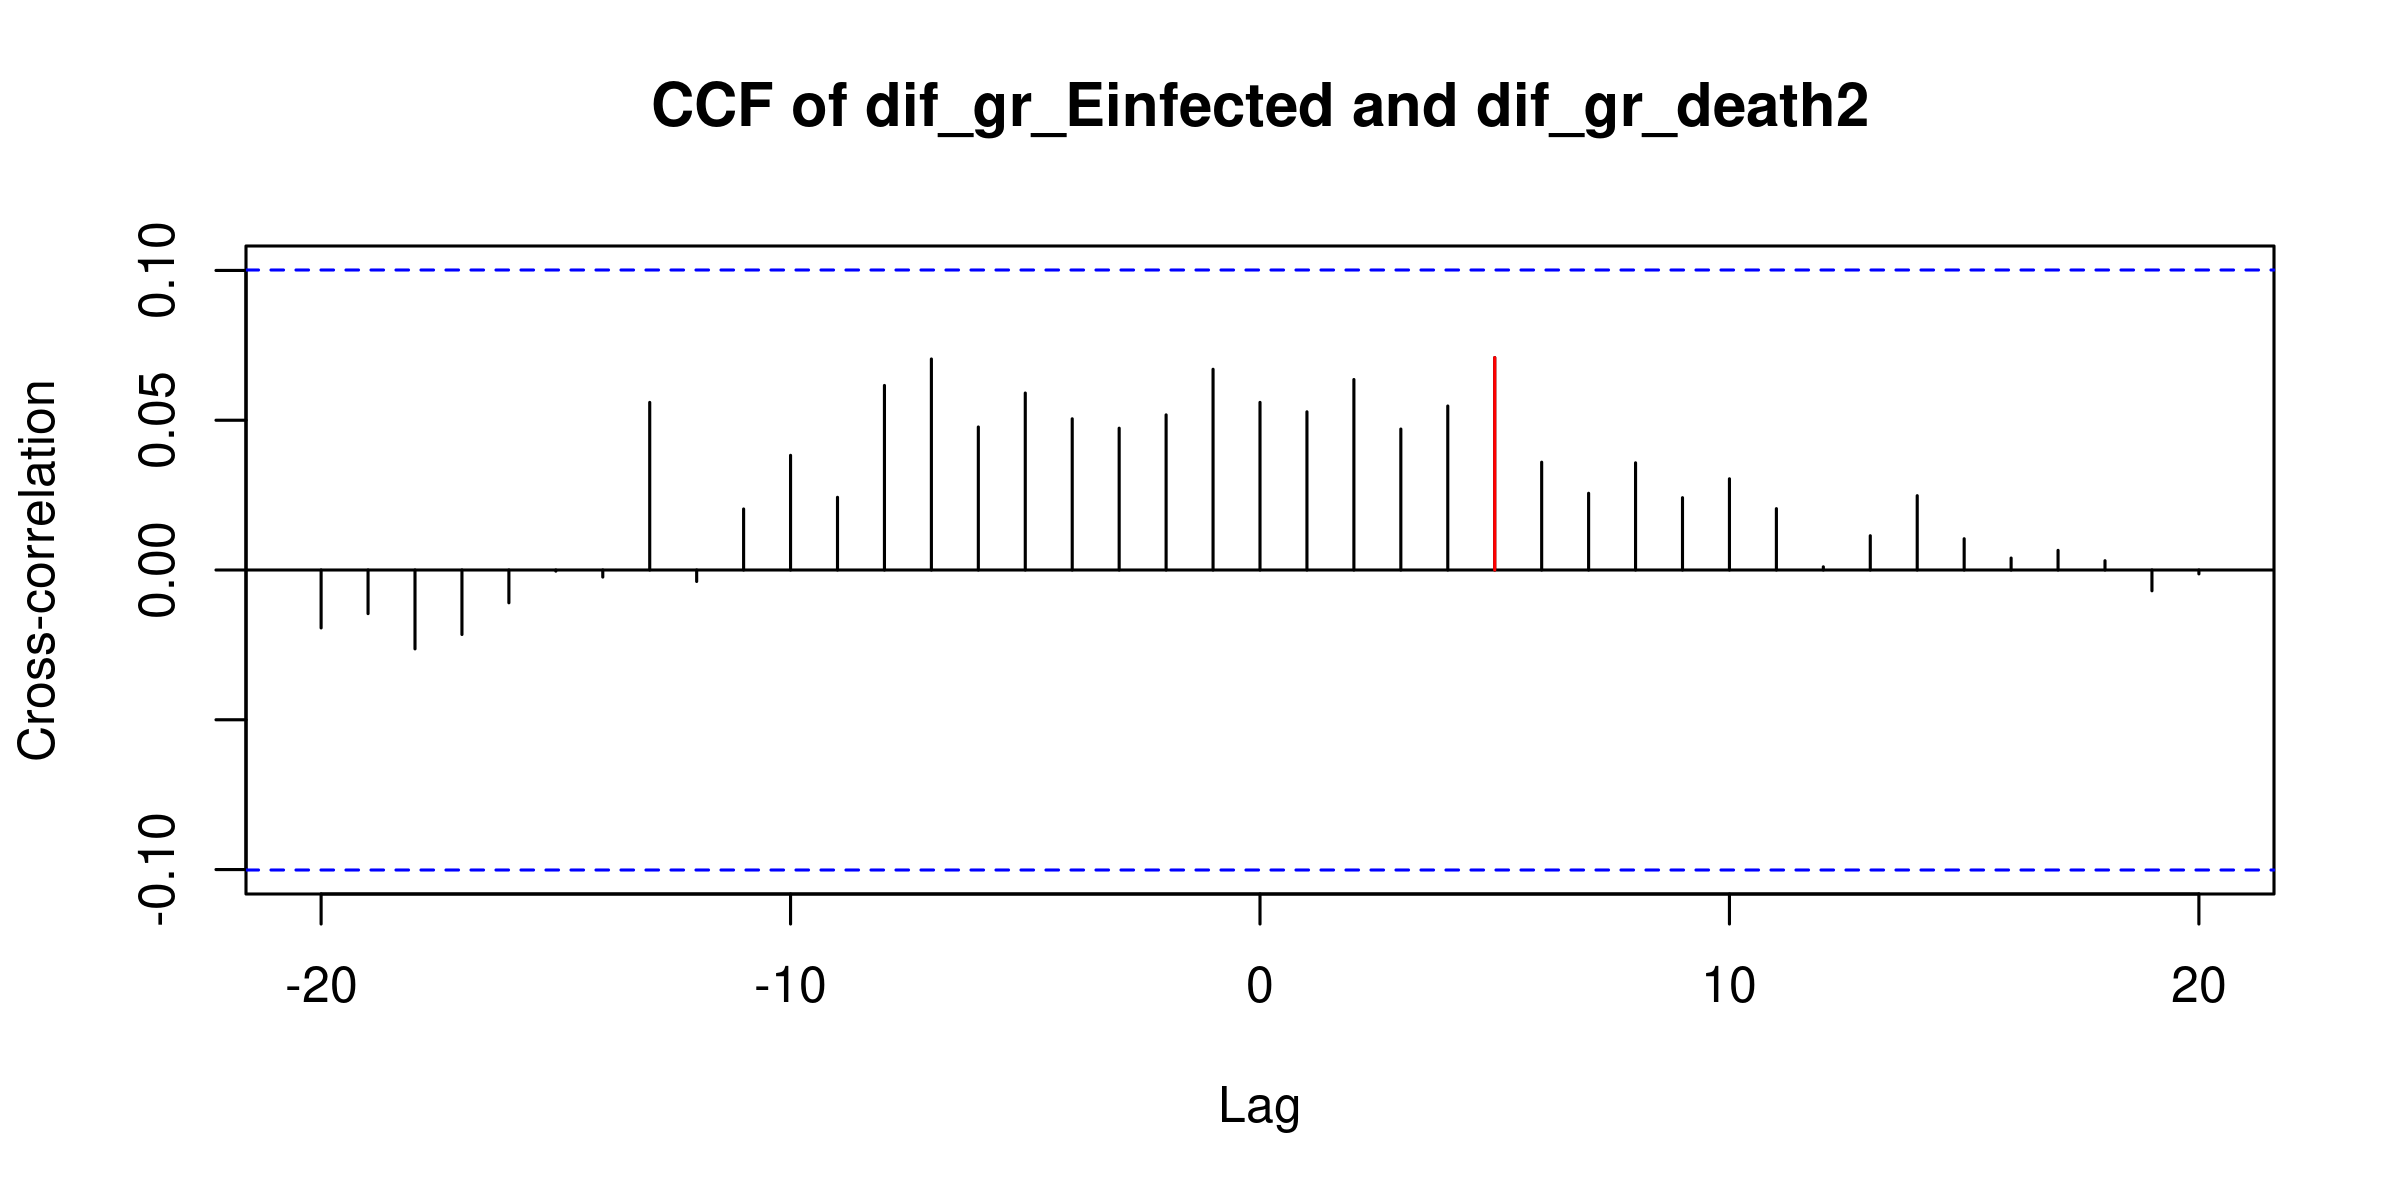 CCF of dif_gr_Einfected and dif_gr_death2
Cross-correlation
0.10
0.05
0.00
-0.10
-20 -10 0 10 20
Lag